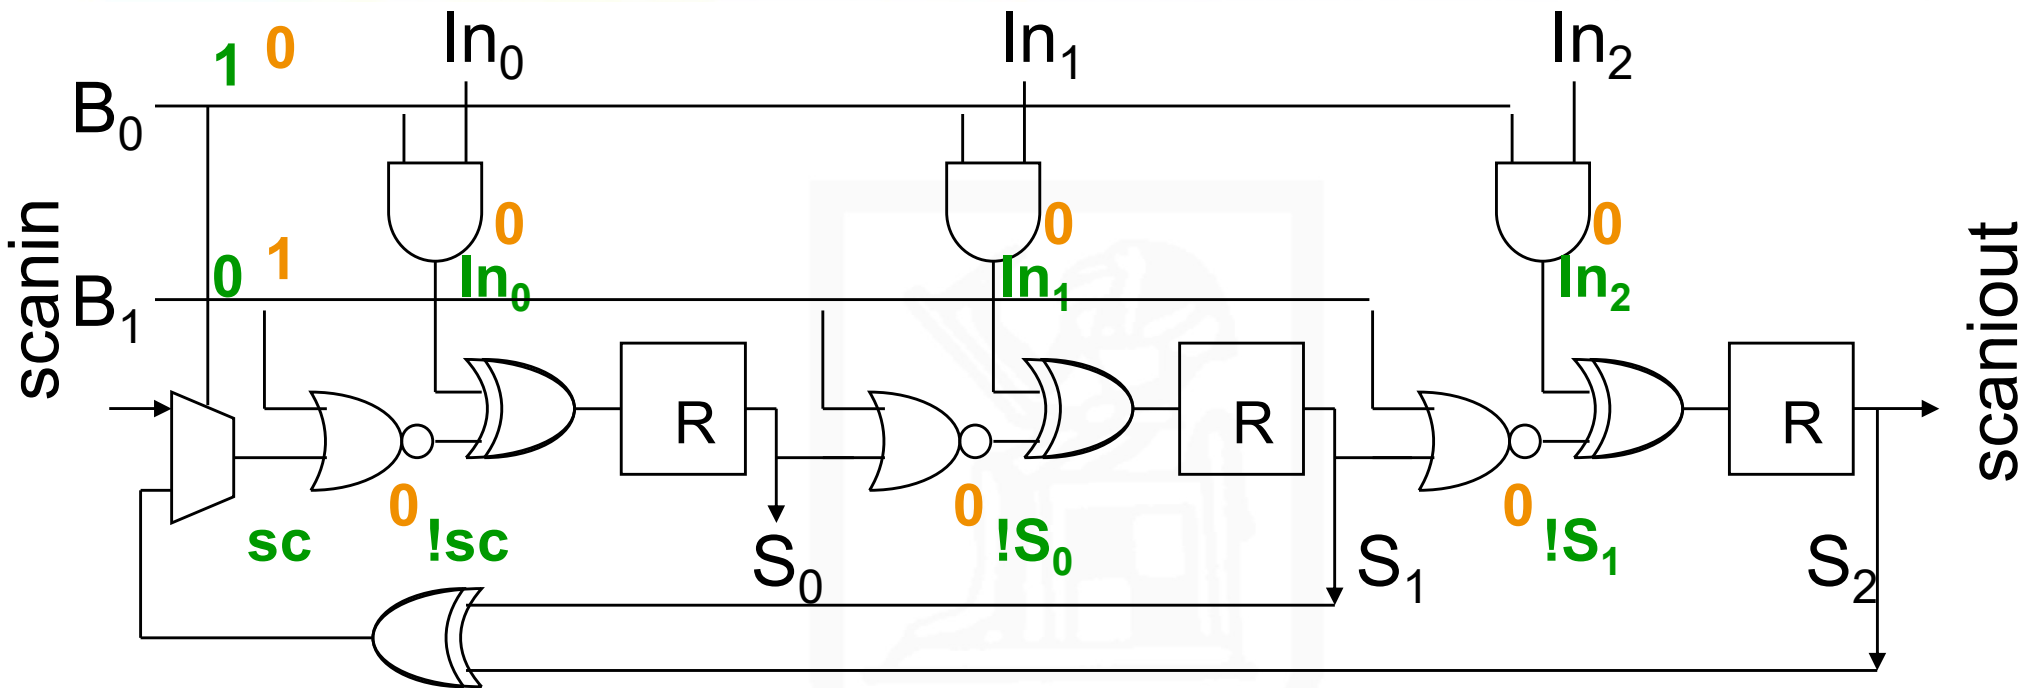 1 0 In0 In1 In2
B0
scanin
0 0 0
0 1 In0 In1 In2
B1
scaniout
R R R
0 0 0
sc !sc !S0 !S1
S0 S1 S2